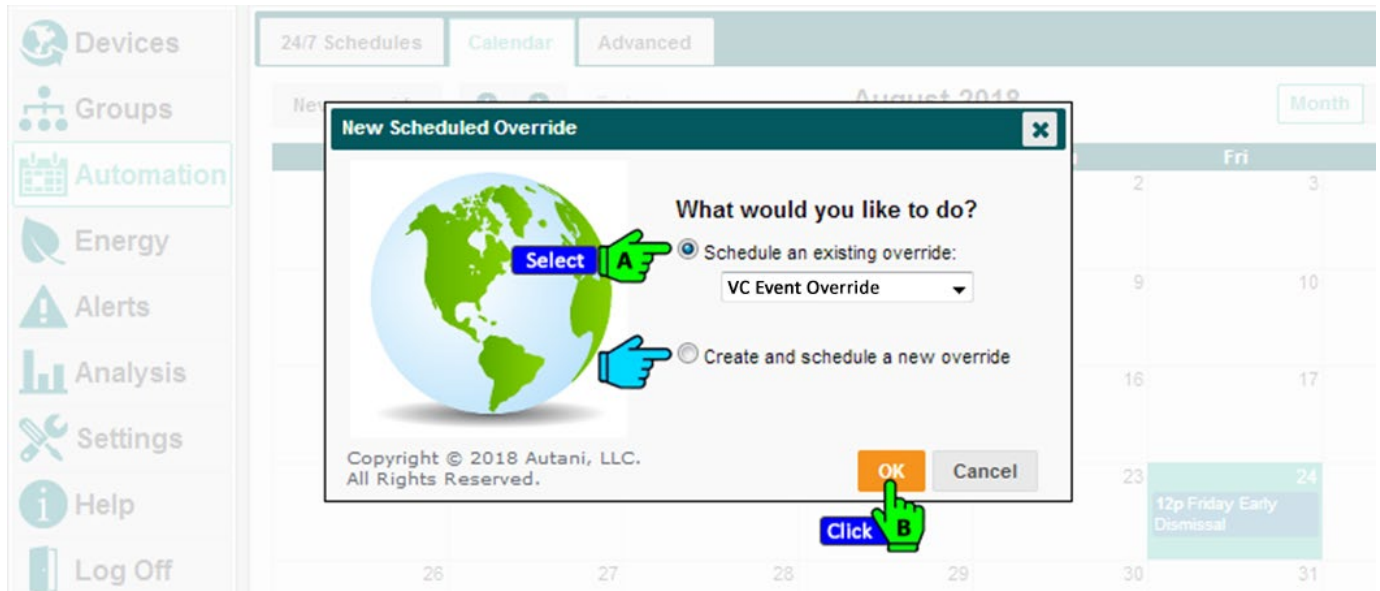 Devices
Groups
Automation
Energy
Alerts
Analysis
Settings
Help
Log Off
24/7 Schedules
Calendar
Advanced
August 2018
Month
Fri
2
3
9
10
16
17
23
24
12p Friday Early
Dismissal
26
27
28
29
30
31
New Scheduled Override
What would you like to do?
Select
A
Schedule an existing override:
VC Event Override
Create and schedule a new override
Copyright © 2018 Autani, LLC.
All Rights Reserved.
OK
Cancel
Click
B